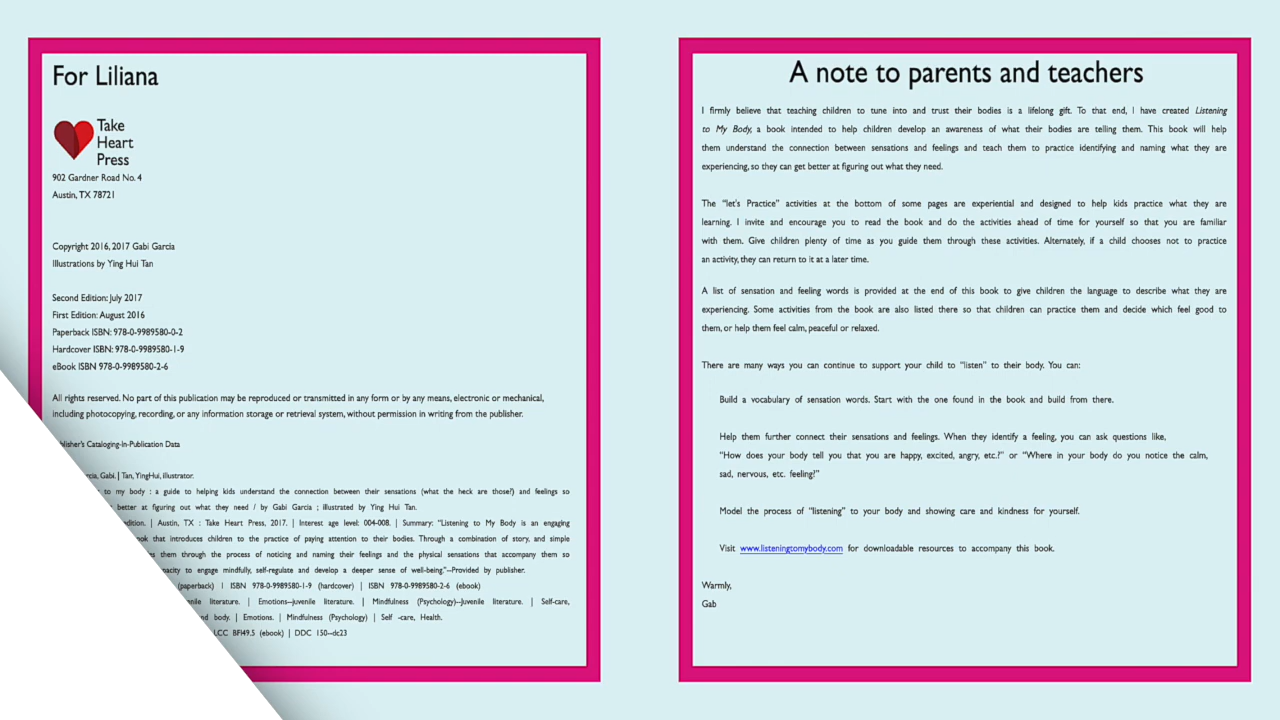 For Liliana
Take
Heart
Press
902 Gardner Road No. 4
Austin, TX 78721
Copyright 2016, 2017 Gabi Garcia
Illustrations by Ying Hui Tan
Second Edition: July 2017
First Edition: August 2016
Paperback ISBN: 978-0-9989580-0-2
Hardcover ISBN: 978-0-9989580-1-9
eBook ISBN 978-0-9989580-2-6
All rights reserved. No part of this publication may be reproduced or transmitted in any form or by any means, electronic or mechanical,
including photocopying, recording, or any information storage or retrieval system, without permission in writing from the publisher.
Cataloging-In-Publication Data
Gabi. | Tan, YingHui, illustrator.
to my body : a guide to helping kids understand the connection between their sensations (what the heck are those?) and feelings so
better at figuring out what they need / by Gabi Garcia ; illustrated by Ying Hui Tan.
| Austin, TX : Take Heart Press, 2017. | Interest age level: 004-008. | Summary: "Listening to My Body is an engaging
that introduces children to the practice of paying attention to their bodies. Through a combination of story, and simple
them through the process of noticing and naming their feelings and the physical sensations that accompany them so
to engage mindfully, self-regulate and develop a deeper sense of well-being."--Provided by publisher.
(paperback) | ISBN 978-0-9989580-1-9 (hardcover) | ISBN 978-0-9989580-2-6 (ebook)
literature. | Emotions--juvenile literature. | Mindfulness (Psychology)--Juvenile literature. | Self-care,
body. | Emotions. | Mindfulness (Psychology) | Self -care, Health.
LCC BFI49.5 (ebook) | DDC 150--dc23
A note to parents and teachers
I firmly believe that teaching children to tune into and trust their bodies is a lifelong gift. To that end, I have created Listening
to My Body, a book intended to help children develop an awareness of what their bodies are telling them. This book will help
them understand the connection between sensations and feelings and teach them to practice identifying and naming what they are
experiencing, so they can get better at figuring out what they need.
The "let's Practice" activities at the bottom of some pages are experiential and designed to help kids practice what they are
learning. I invite and encourage you to read the book and do the activities ahead of time for yourself so that you are familiar
with them. Give children plenty of time as you guide them through these activities. Alternately, if a child chooses not to practice
an activity, they can return to it at a later time.
A list of sensation and feeling words is provided at the end of this book to give children the language to describe what they are
experiencing. Some activities from the book are also listed there so that children can practice them and decide which feel good to
them, or help them feel calm, peaceful or relaxed.
There are many ways you can continue to support your child to "listen" to their body. You can:
Build a vocabulary of sensation words. Start with the one found in the book and build from there.
Help them further connect their sensations and feelings. When they identify a feeling, you can ask questions like,
"How does your body tell you that you are happy, excited, angry, etc.?" or "Where in your body do you notice the calm,
sad, nervous, etc. feeling?"
Model the process of "listening" to your body and showing care and kindness for yourself.
Visit www.listeningtomybody.com for downloadable resources to accompany this book.
Warmly,
Gab